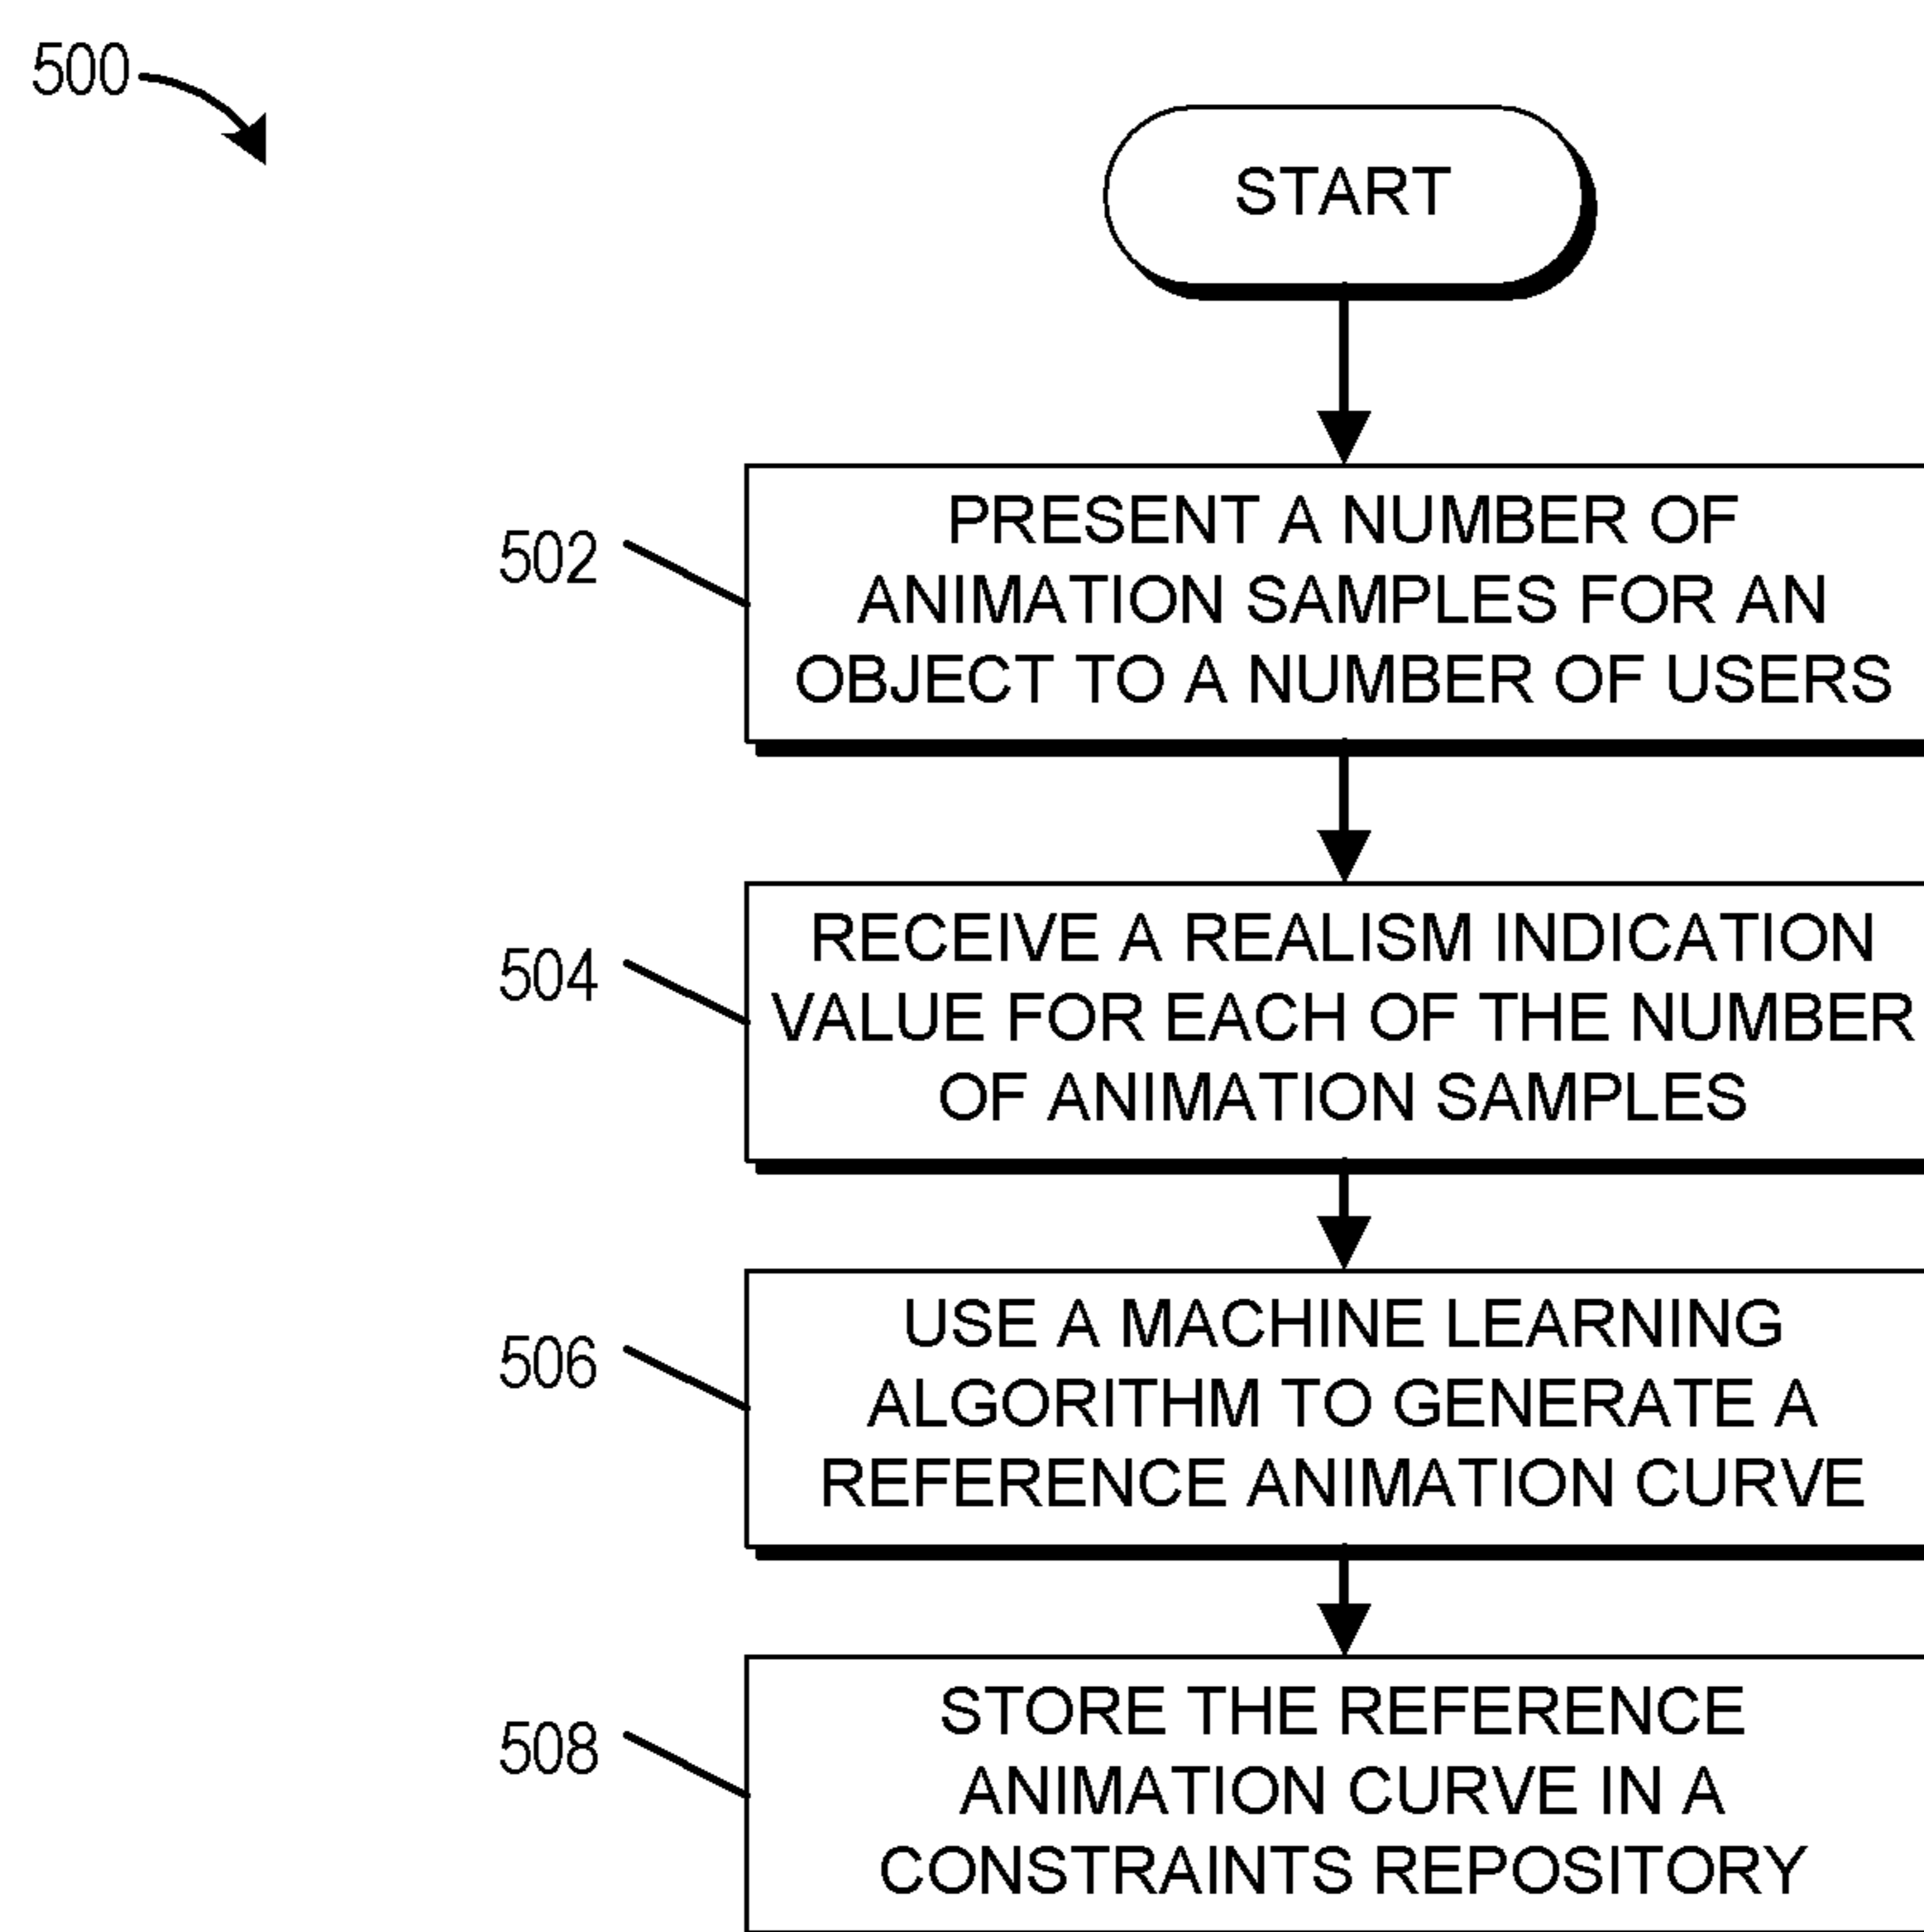 500
START
502
PRESENT A NUMBER OF
ANIMATION SAMPLES FOR AN
OBJECT TO A NUMBER OF USERS
504
RECEIVE A REALISM INDICATION
VALUE FOR EACH OF THE NUMBER
OF ANIMATION SAMPLES
506
USE A MACHINE LEARNING
ALGORITHM TO GENERATE A
REFERENCE ANIMATION CURVE
508
STORE THE REFERENCE
ANIMATION CURVE IN A
CONSTRAINTS REPOSITORY